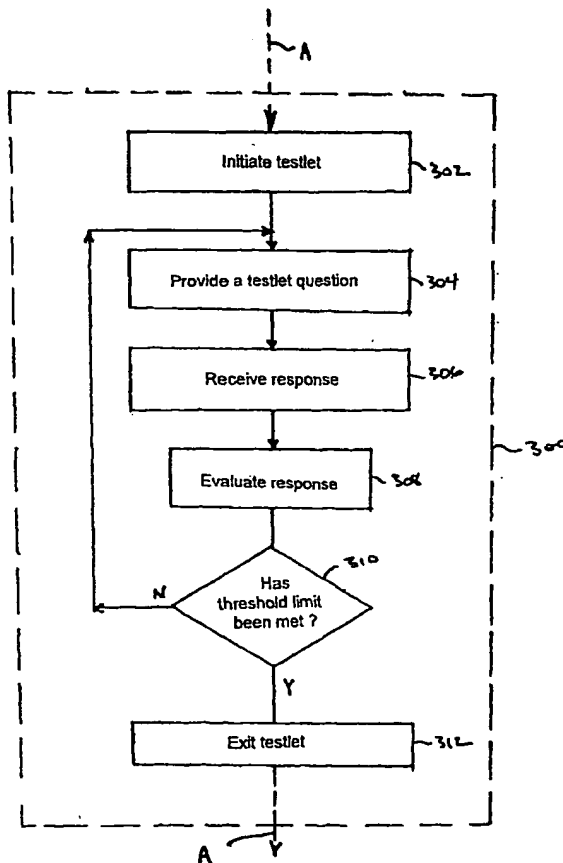 A
Initiate testlet
302
Provide a testlet question
304
Receive response
306
300
Evaluate response
308
310
Has
threshold limit
been met ?
N
Y
Exit testlet
312
A